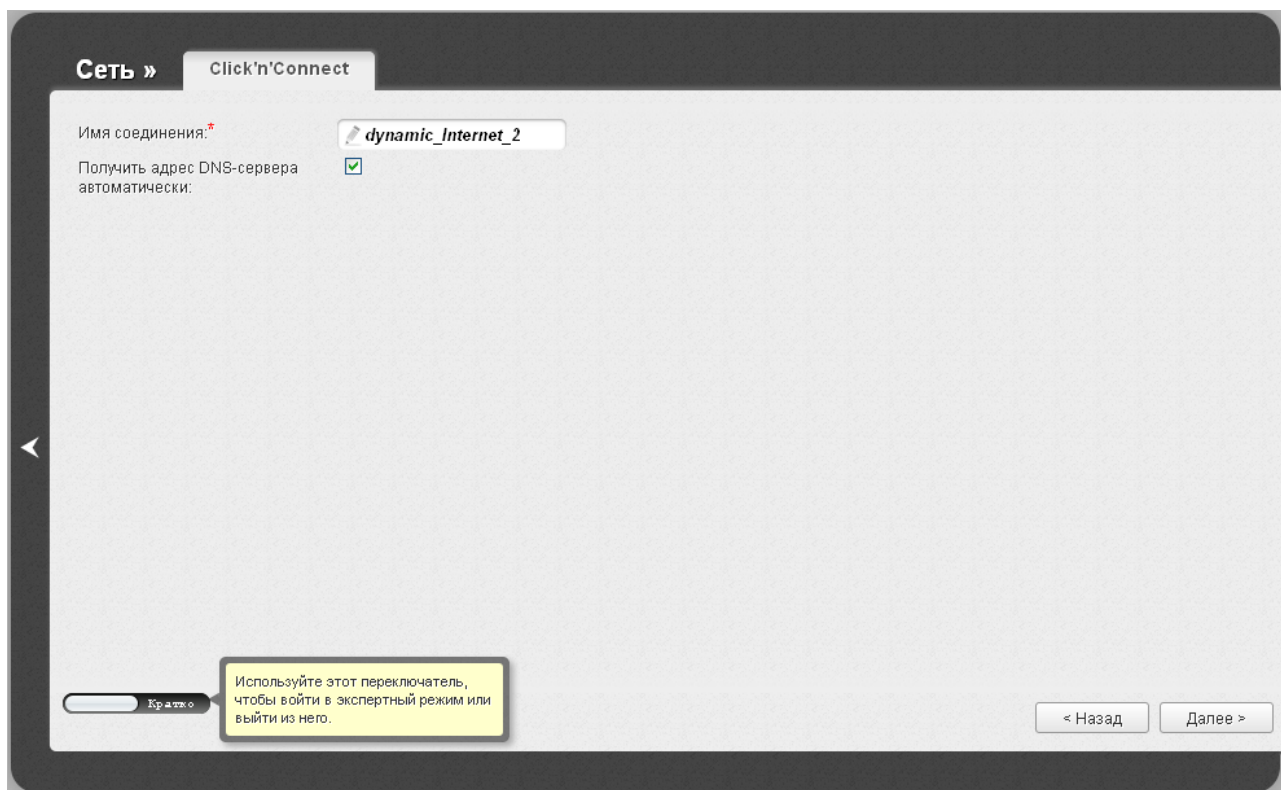 Сеть »
Click'n'Connect
Имя соединения:*
dynamic_Internet_2
Получить адрес DNS-сервера
автоматически:
Используйте этот переключатель,
чтобы войти в экспертный режим или
выйти из него.
Кратко
< Назад
Далее >